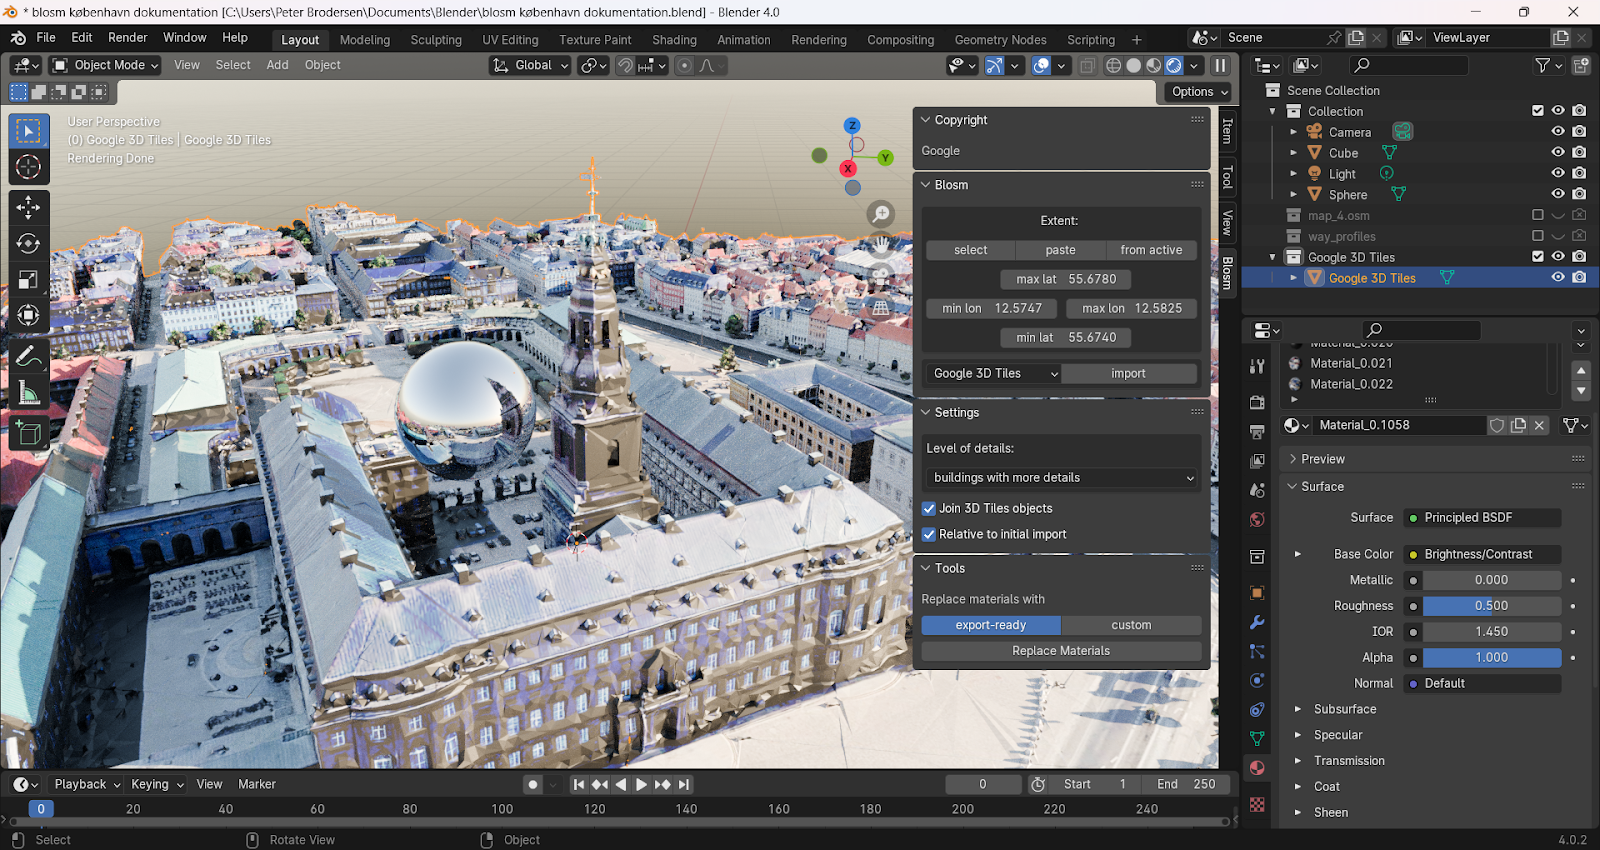 * blosm københavn dokumentation [C:\Users\Peter Brodersen\Documents\Blender\blosm københavn dokumentation.blend] - Blender 4.0
File Edit Render Window Help Layout Modeling Sculpting UV Editing Texture Paint Shading Animation Rendering Compositing Geometry Nodes Scripting + Scene ViewLayer
Object Mode View Select Add Object Global
Options
User Perspective
(0) Google 3D Tiles | Google 3D Tiles
Rendering Done
Z
Y
X
Copyright
Google
Blosm
Extent:
select paste from active
max lat 55.6780
min lon 12.5747 max lon 12.5825
min lat 55.6740
Google 3D Tiles import
Settings
Level of details:
buildings with more details
Join 3D Tiles objects
Relative to initial import
Tools
Replace materials with
export-ready custom
Replace Materials
Item
Tool
View
Blosm
Scene Collection
Collection
Camera
Cube
Light
Sphere
map_4.osm
way_profiles
Google 3D Tiles
Google 3D Tiles
Material_0.020
Material_0.021
Material_0.022
Material_0.1058
Preview
Surface
Surface Principled BSDF
Base Color Brightness/Contrast
Metallic 0.000
Roughness 0.500
IOR 1.450
Alpha 1.000
Normal Default
Subsurface
Specular
Transmission
Coat
Sheen
Playback Keying View Marker 0 Start 1 End 250
0 20 40 60 80 100 120 140 160 180 200 220 240
Select Rotate View Object 4.0.2